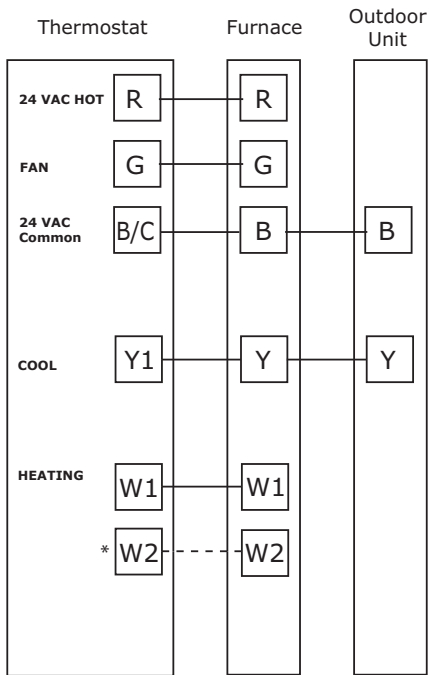 Thermostat Furnace Outdoor
Unit
24 VAC HOT R R
FAN G G
24 VAC
Common B/C B B
COOL Y1 Y Y
HEATING
W1 W1
* W2 W2